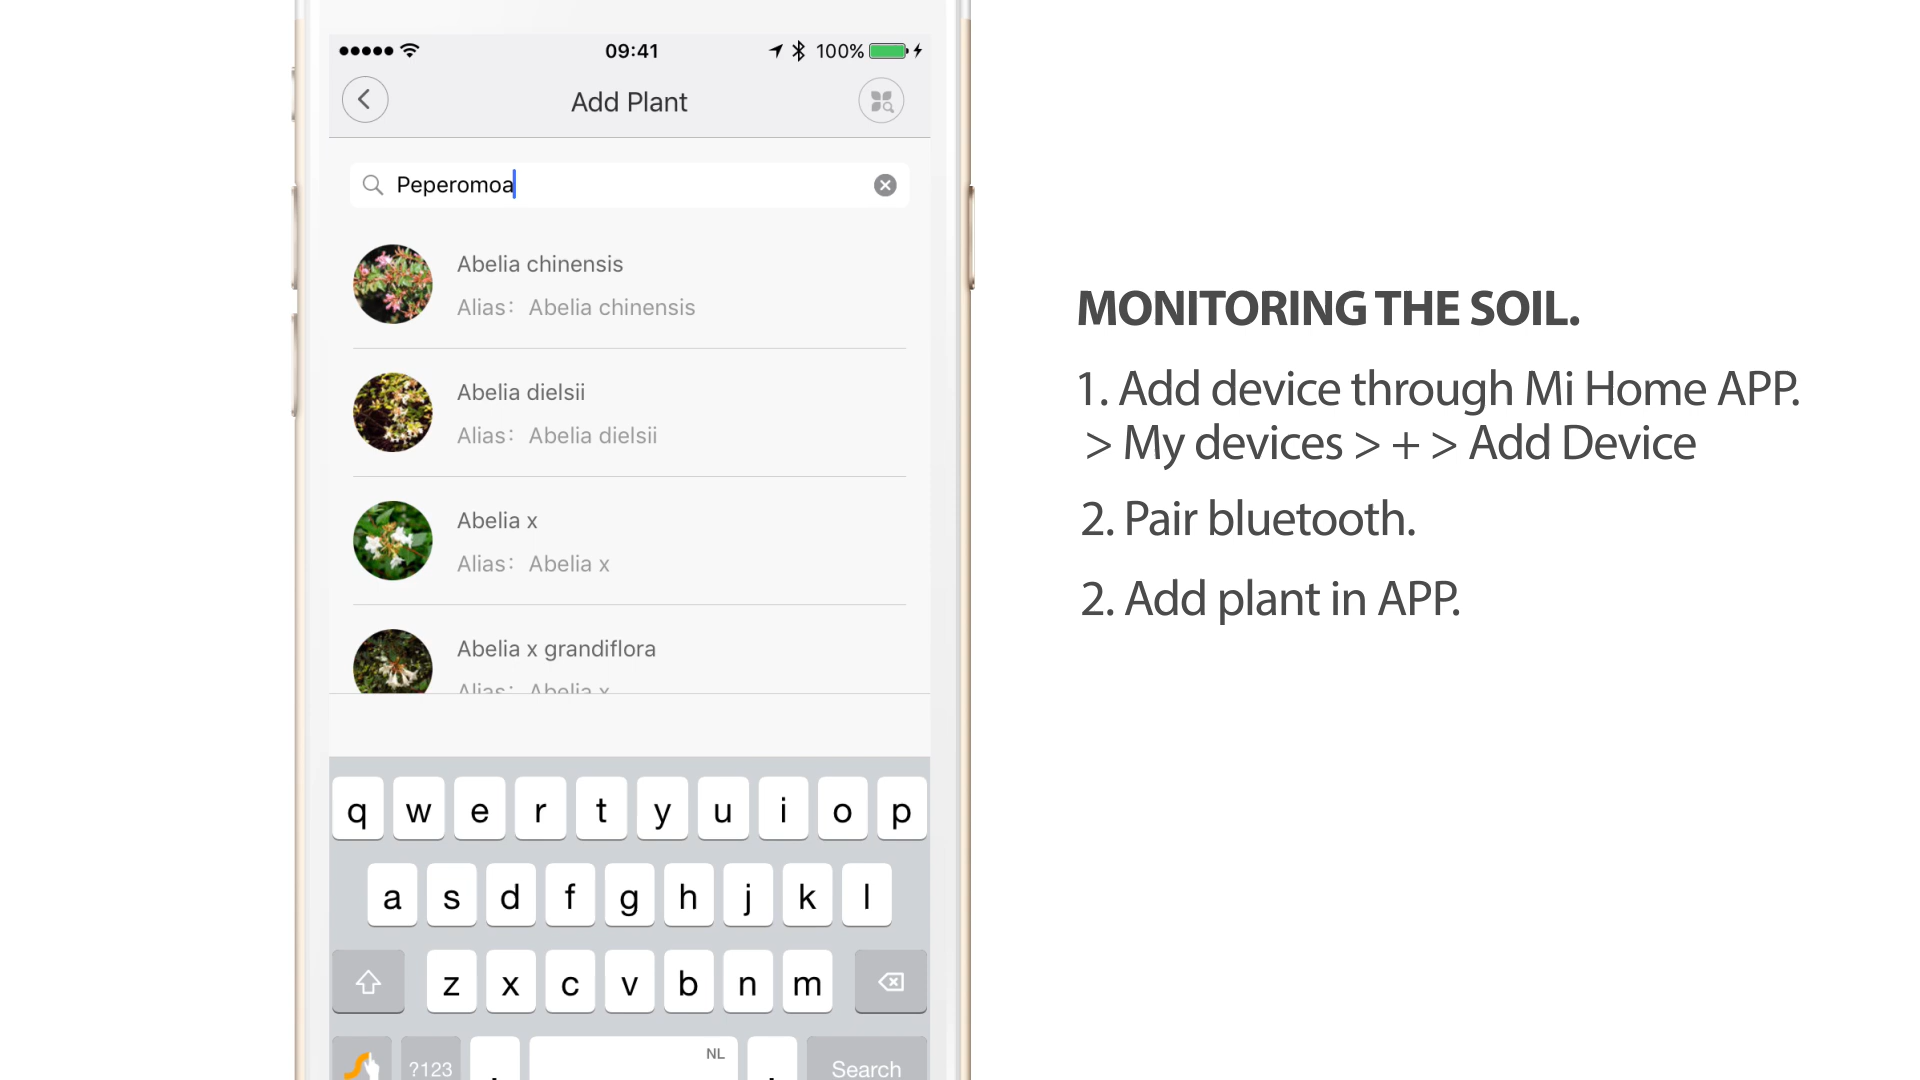 09:41
100%
Add Plant
Peperomoa
Abelia chinensis
Alias: Abelia chinensis
Abelia dielsii
Alias: Abelia dielsii
Abelia x
Alias: Abelia x
Abelia x grandiflora
Alias: Abelia x
q w e r t y u i o p
a s d f g h j k l
z x c v b n m
?123 NL Search
MONITORING THE SOIL.
1. Add device through Mi Home APP.
> My devices > + > Add Device
2. Pair bluetooth.
2. Add plant in APP.